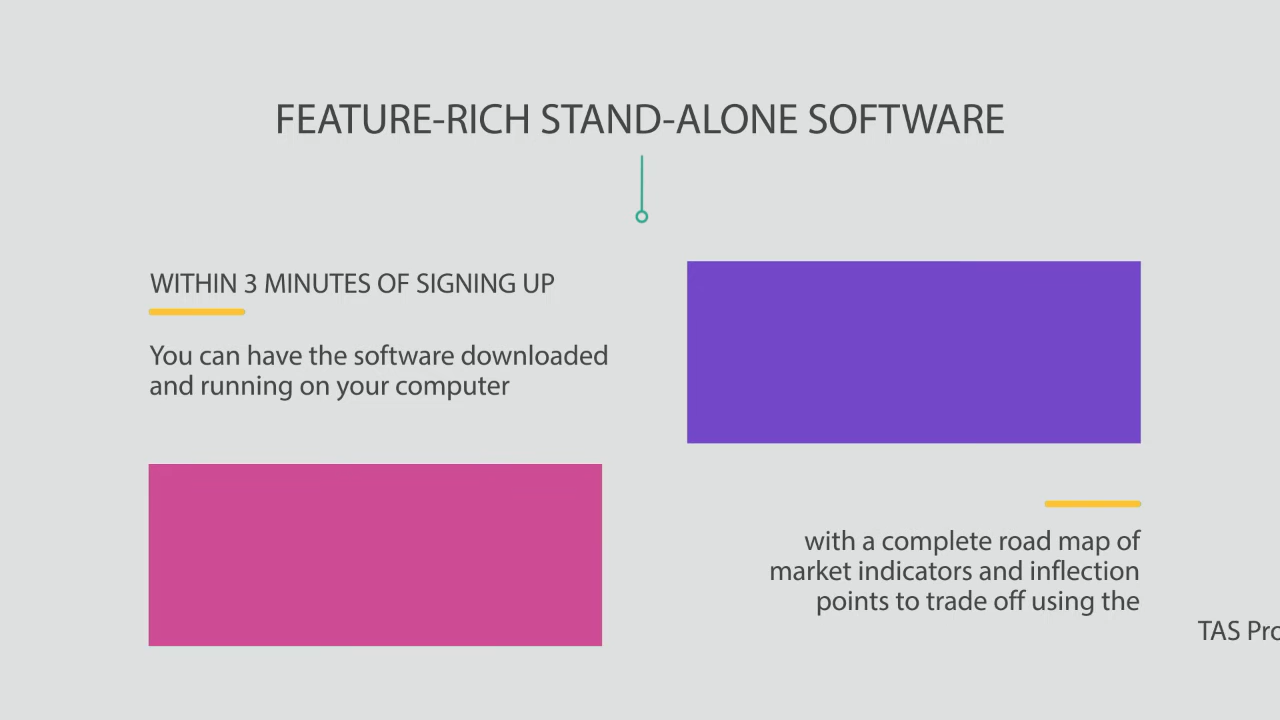 FEATURE-RICH STAND-ALONE SOFTWARE
WITHIN 3 MINUTES OF SIGNING UP
You can have the software downloaded
and running on your computer
with a complete road map of
market indicators and inflection
points to trade off using the
TAS